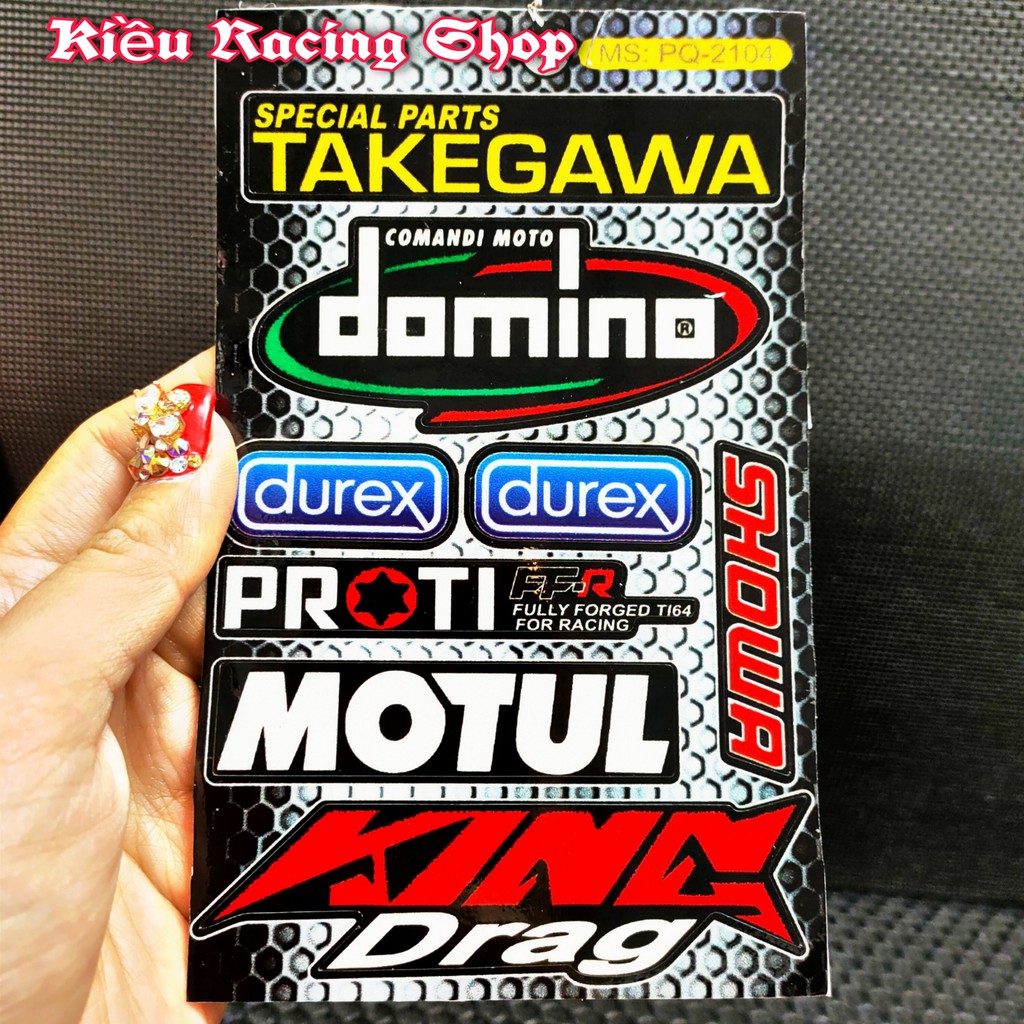 Kiều Racing Shop
MS: PQ-2104
SPECIAL PARTS
TAKEGAWA
COMANDI MOTO
domino ®
durex durex
SHOWA
PROTI FF-R
FULLY FORGED TI64
FOR RACING
MOTUL
KING
Drag